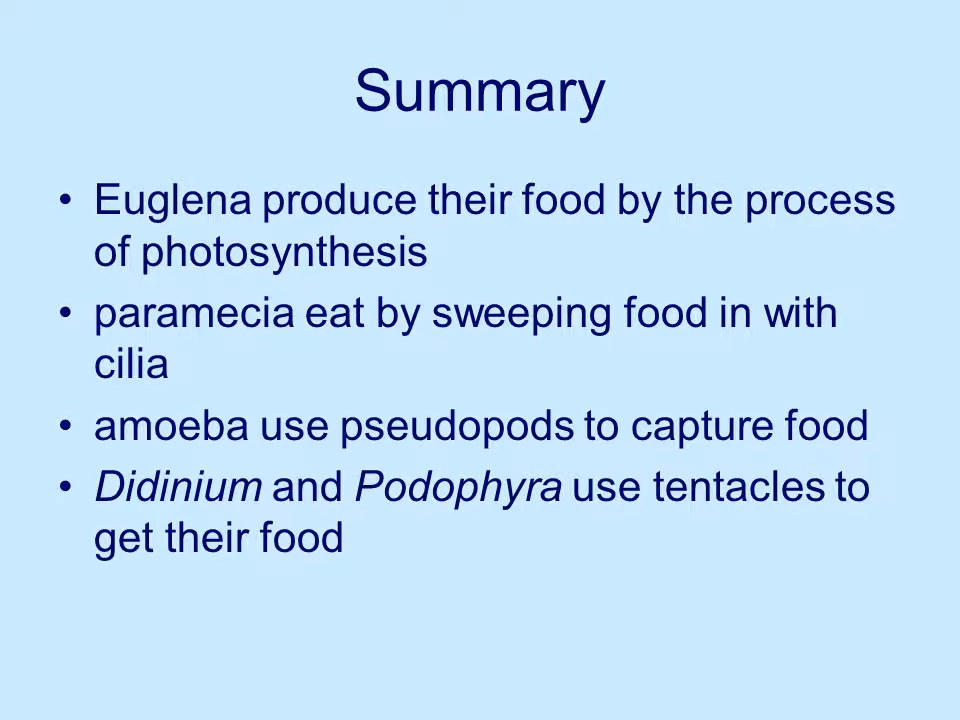 Summary
• Euglena produce their food by the process
of photosynthesis
• paramecia eat by sweeping food in with
cilia
• amoeba use pseudopods to capture food
• Didinium and Podophyra use tentacles to
get their food